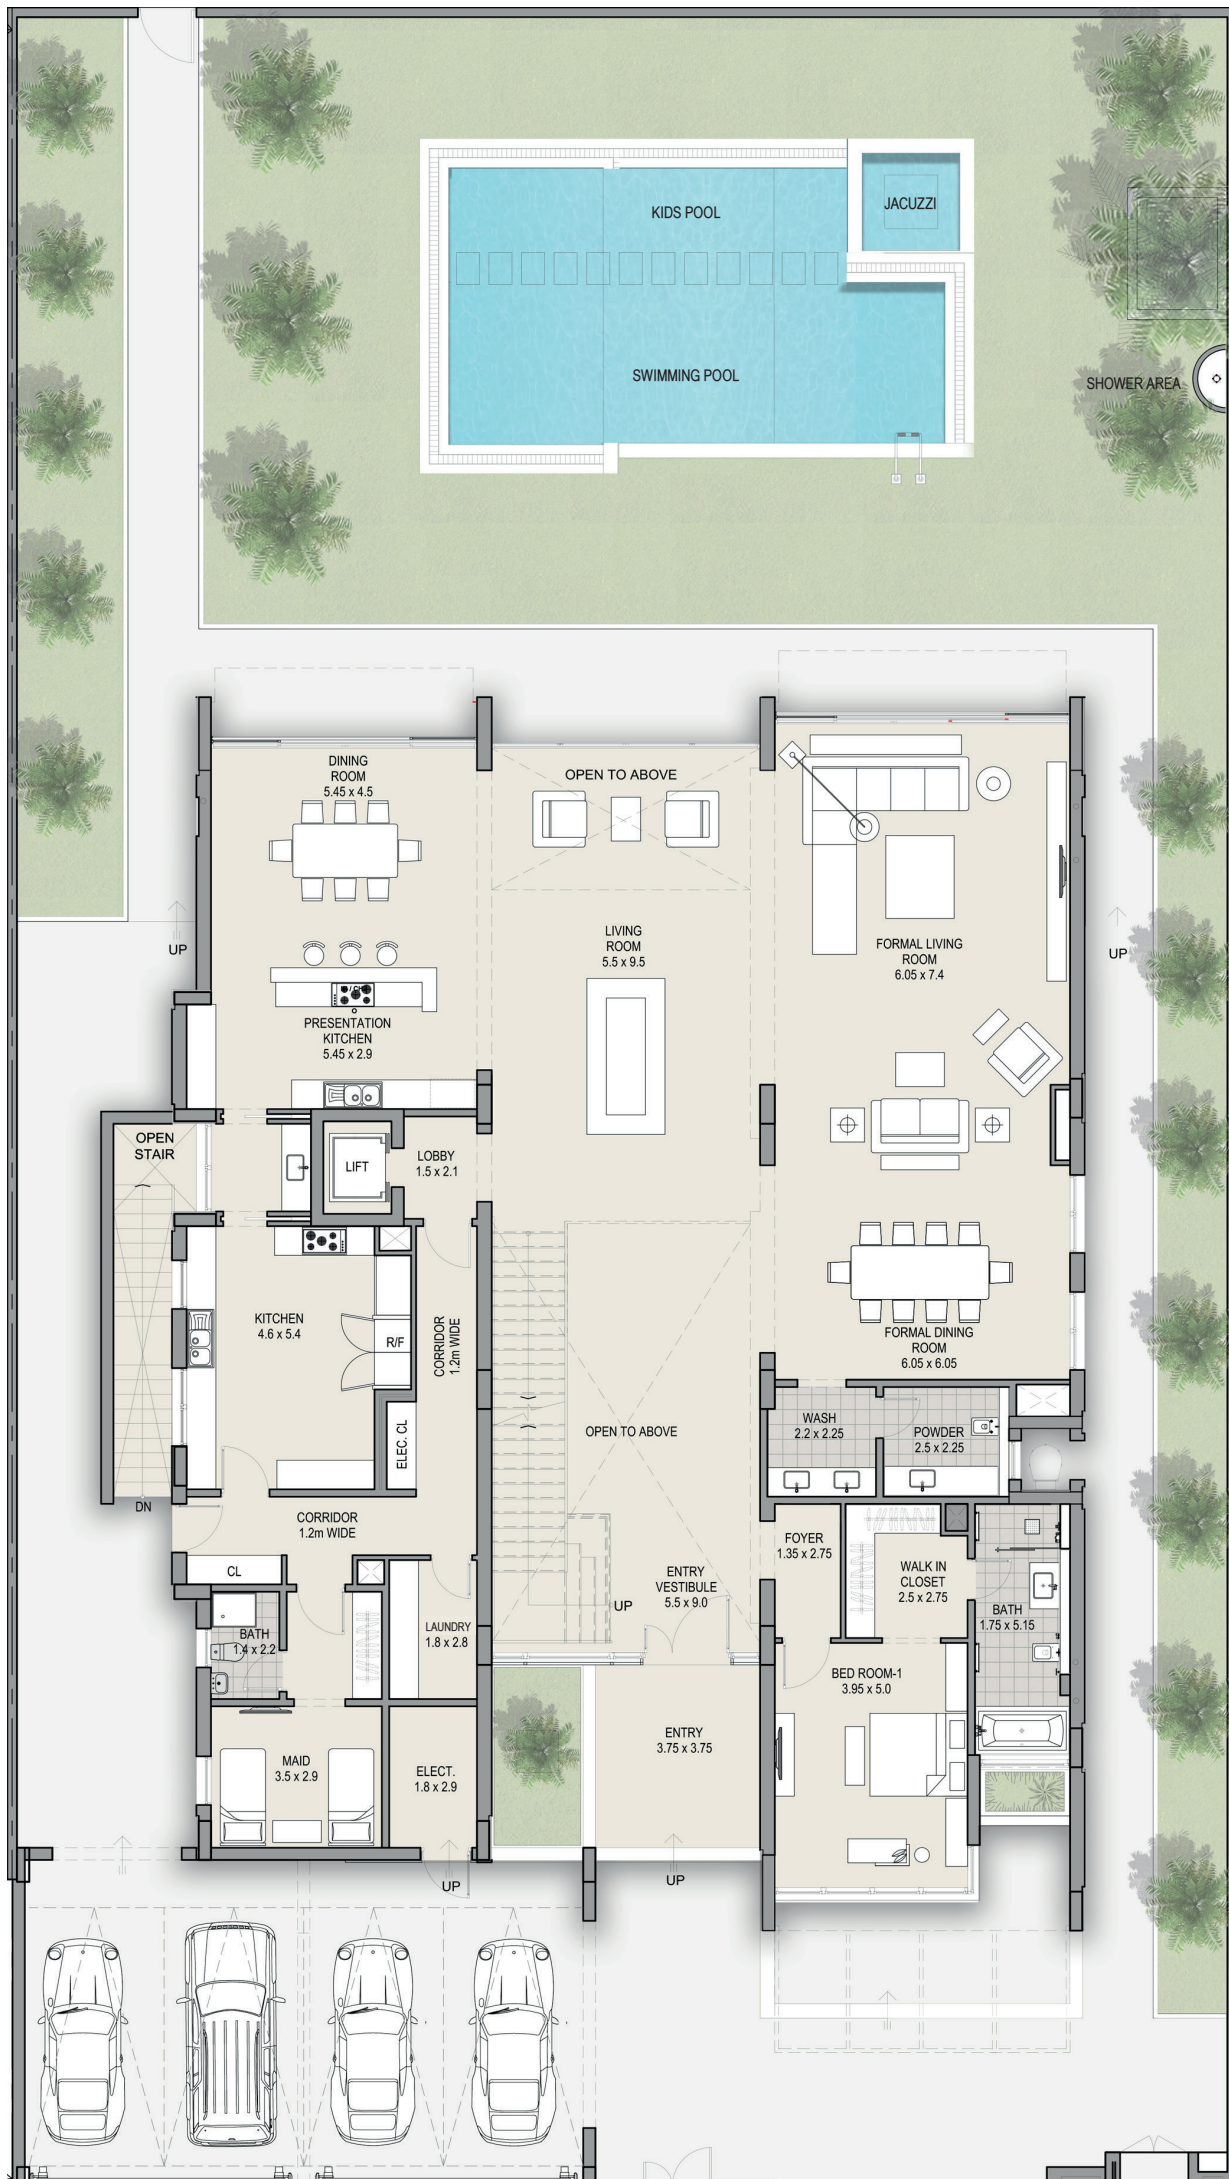 KIDS POOL
JACUZZI
SWIMMING POOL
SHOWER AREA
DINING
ROOM
5.45 x 4.5
OPEN TO ABOVE
LIVING
ROOM
5.5 x 9.5
FORMAL LIVING
ROOM
6.05 x 7.4
UP
UP
PRESENTATION
KITCHEN
5.45 x 2.9
OPEN
STAIR
LIFT
LOBBY
1.5 x 2.1
KITCHEN
4.6 x 5.4
R/F
CORRIDOR
1.2m WIDE
FORMAL DINING
ROOM
6.05 x 6.05
ELEC. CL
OPEN TO ABOVE
WASH
2.2 x 2.25
POWDER
2.5 x 2.25
DN
CORRIDOR
1.2m WIDE
FOYER
1.35 x 2.75
CL
ENTRY
VESTIBULE
5.5 x 9.0
WALK IN
CLOSET
2.5 x 2.75
UP
BATH
1.75 x 5.15
BATH
1.4 x 2.2
LAUNDRY
1.8 x 2.8
BED ROOM-1
3.95 x 5.0
ENTRY
3.75 x 3.75
MAID
3.5 x 2.9
ELECT.
1.8 x 2.9
UP
UP